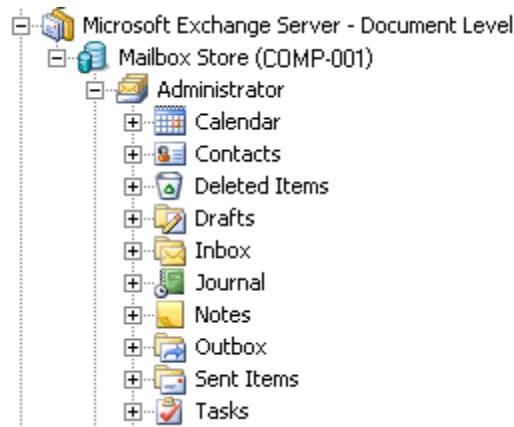 Microsoft Exchange Server - Document Level
Mailbox Store (COMP-001)
Administrator
Calendar
Contacts
Deleted Items
Drafts
Inbox
Journal
Notes
Outbox
Sent Items
Tasks